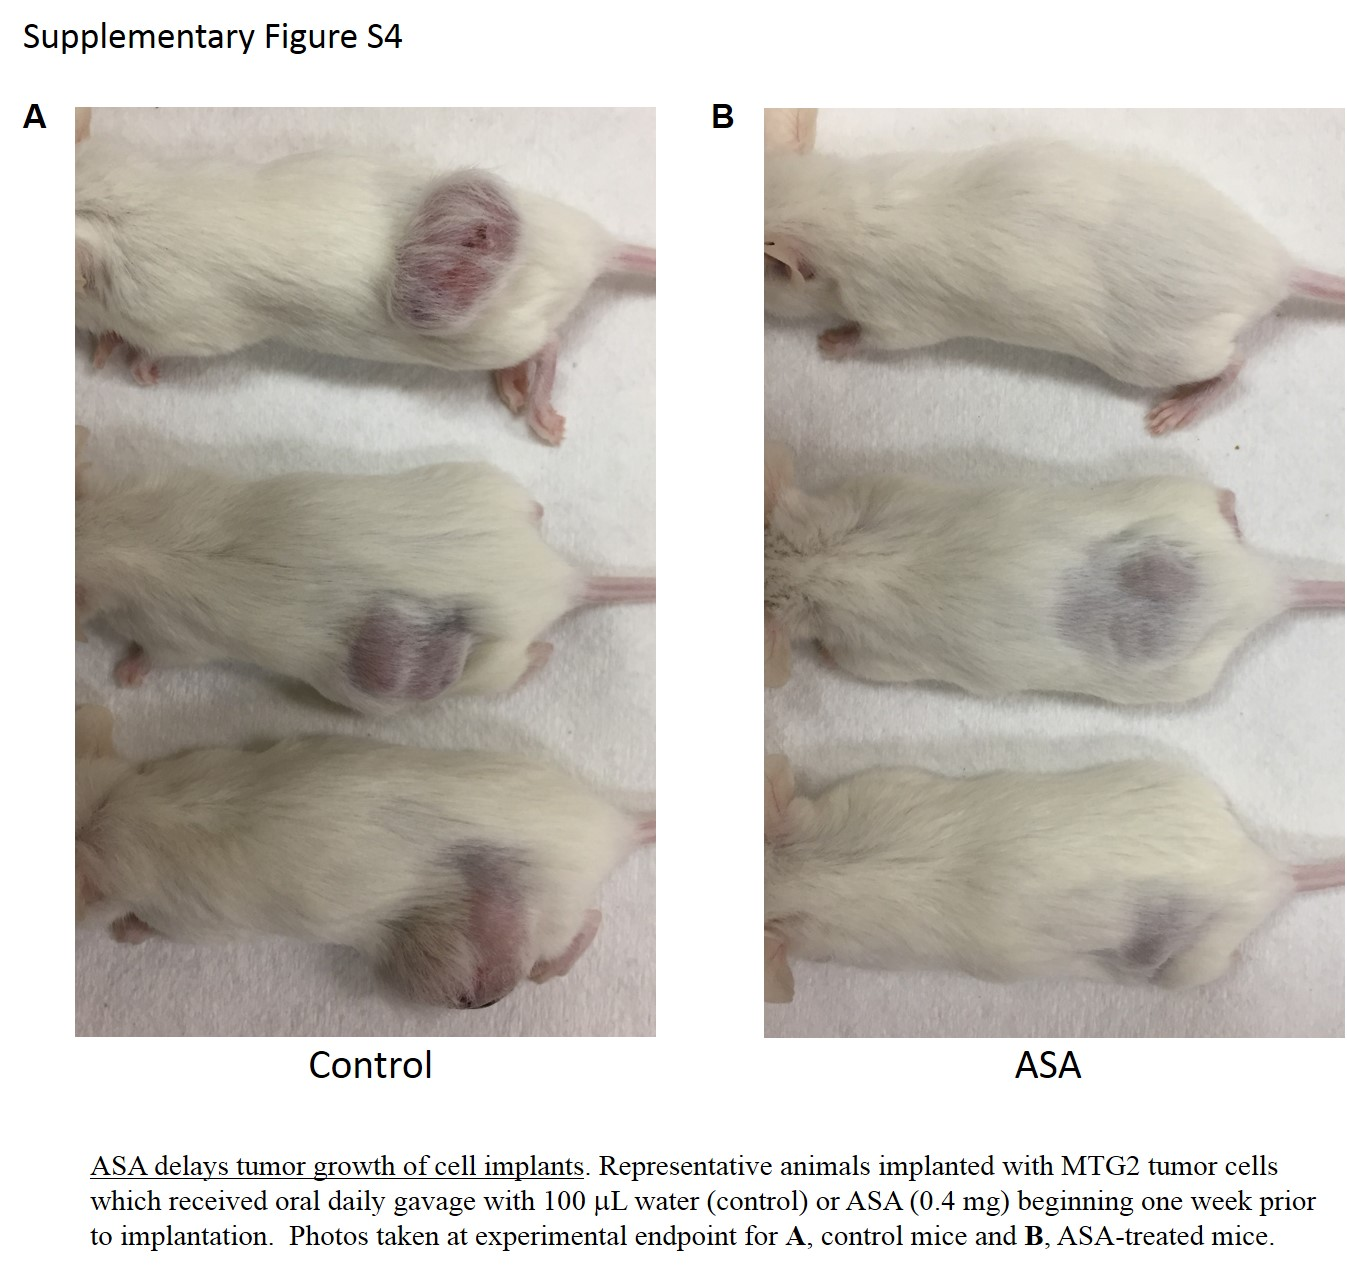 Supplementary Figure S4
A
B
Control
ASA
ASA delays tumor growth of cell implants. Representative animals implanted with MTG2 tumor cells
which received oral daily gavage with 100 μL water (control) or ASA (0.4 mg) beginning one week prior
to implantation.  Photos taken at experimental endpoint for A, control mice and B, ASA-treated mice.